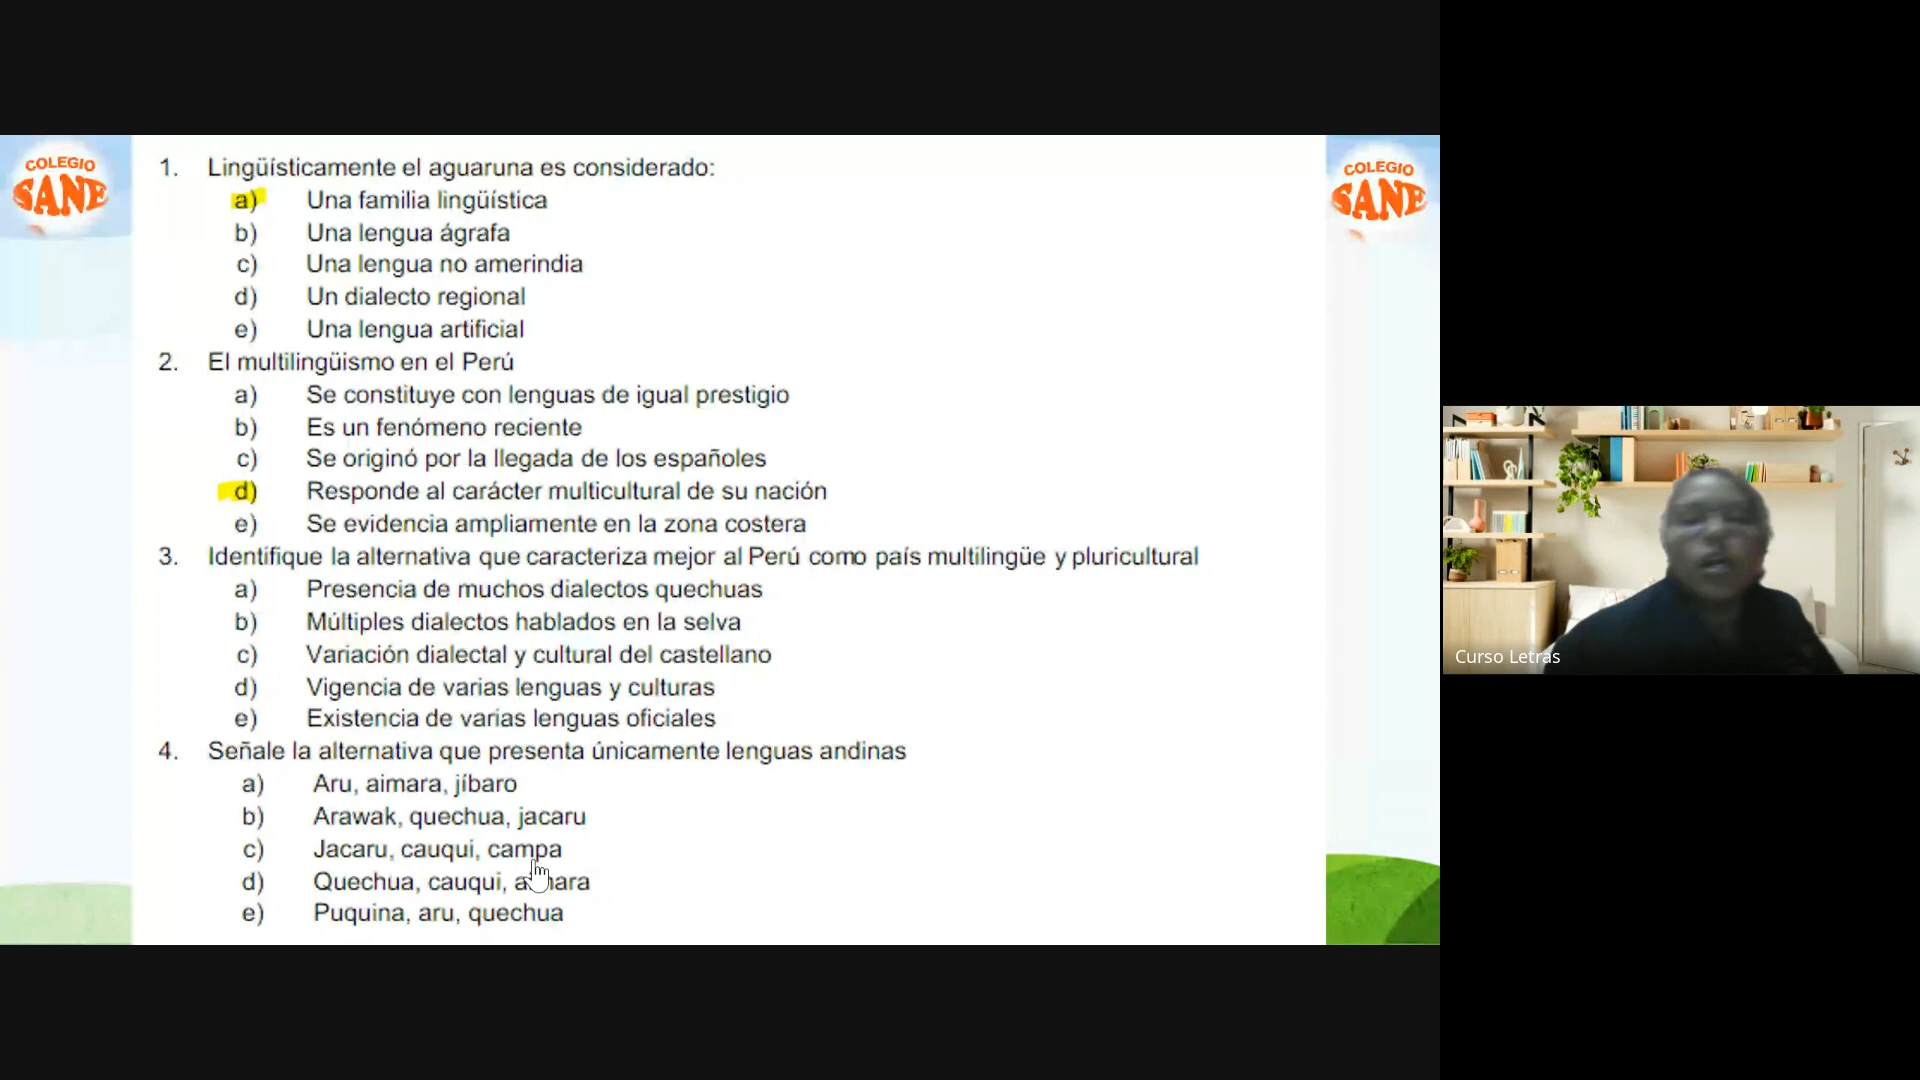 COLEGIO
SANE
COLEGIO
SANE
1. Lingüísticamente el aguaruna es considerado:
a) Una familia lingüística
b) Una lengua ágrafa
c) Una lengua no amerindia
d) Un dialecto regional
e) Una lengua artificial
2. El multilingüismo en el Perú
a) Se constituye con lenguas de igual prestigio
b) Es un fenómeno reciente
c) Se originó por la llegada de los españoles
d) Responde al carácter multicultural de su nación
e) Se evidencia ampliamente en la zona costera
3. Identifique la alternativa que caracteriza mejor al Perú como país multilingüe y pluricultural
a) Presencia de muchos dialectos quechuas
b) Múltiples dialectos hablados en la selva
c) Variación dialectal y cultural del castellano
d) Vigencia de varias lenguas y culturas
e) Existencia de varias lenguas oficiales
4. Señale la alternativa que presenta únicamente lenguas andinas
a) Aru, aimara, jíbaro
b) Arawak, quechua, jacaru
c) Jacaru, cauqui, campa
d) Quechua, cauqui, aimara
e) Puquina, aru, quechua
Curso Letras